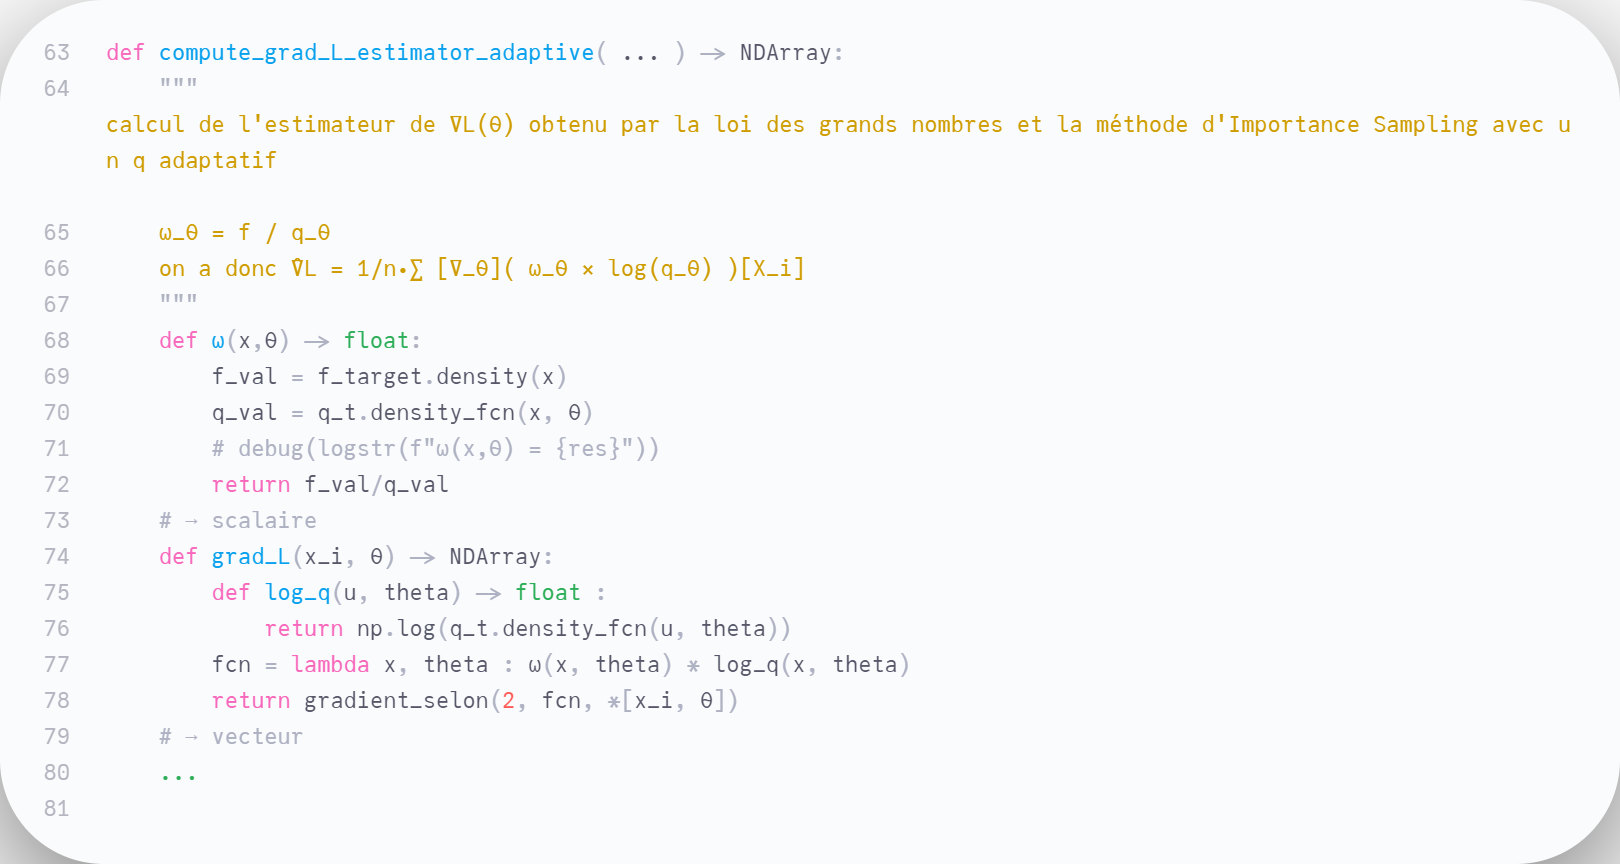 63 def compute_grad_L_estimator_adaptive( ... ) → NDArray:
64 """
calcul de l'estimateur de ∇L(θ) obtenu par la loi des grands nombres et la méthode d'Importance Sampling avec u
n q adaptatif
65 ω_θ = f / q_θ
66 on a donc ∇̂L = 1/n•∑ [∇_θ]( ω_θ × log(q_θ) )[X_i]
67 """
68 def ω(x,θ) → float:
69 f_val = f_target.density(x)
70 q_val = q_t.density_fcn(x, θ)
71 # debug(logstr(f"ω(x,θ) = {res}"))
72 return f_val/q_val
73 # → scalaire
74 def grad_L(x_i, θ) → NDArray:
75 def log_q(u, theta) → float :
76 return np.log(q_t.density_fcn(u, theta))
77 fcn = lambda x, theta : ω(x, theta) * log_q(x, theta)
78 return gradient_selon(2, fcn, *[x_i, θ])
79 # → vecteur
80 ...
81